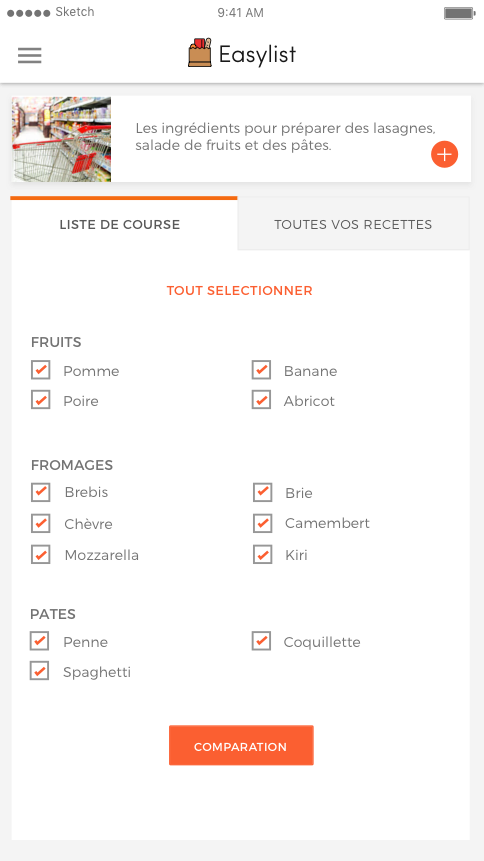 Sketch
9:41 AM
Easylist
Les ingrédients pour préparer des lasagnes,
salade de fruits et des pâtes.
LISTE DE COURSE
TOUTES VOS RECETTES
TOUT SELECTIONNER
FRUITS
Pomme
Banane
Poire
Abricot
FROMAGES
Brebis
Brie
Chèvre
Camembert
Mozzarella
Kiri
PATES
Penne
Coquillette
Spaghetti
COMPARATION